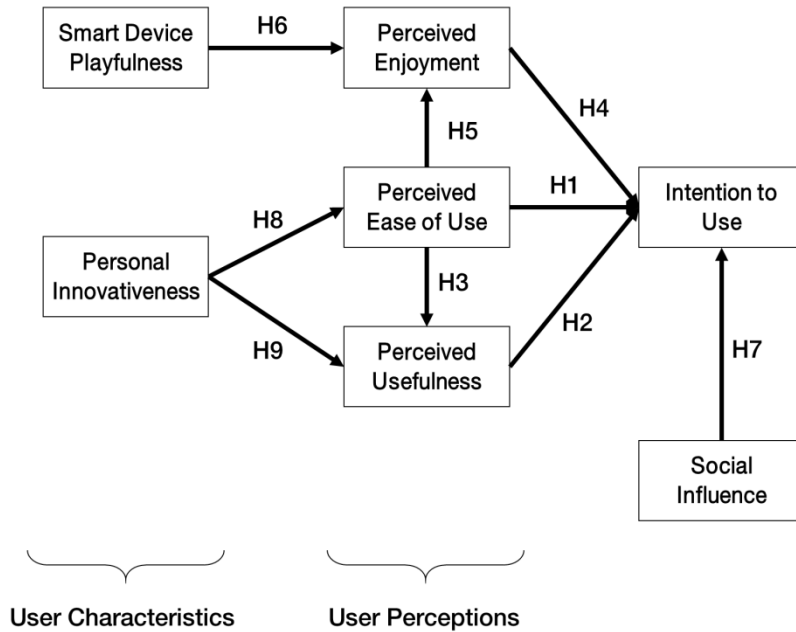 Smart Device
Playfulness
H6
Perceived
Enjoyment
H4
H5
Perceived
Ease of Use
H1
Intention to
Use
H8
Personal
Innovativeness
H3
H9
Perceived
Usefulness
H2
H7
Social
Influence
User Characteristics
User Perceptions